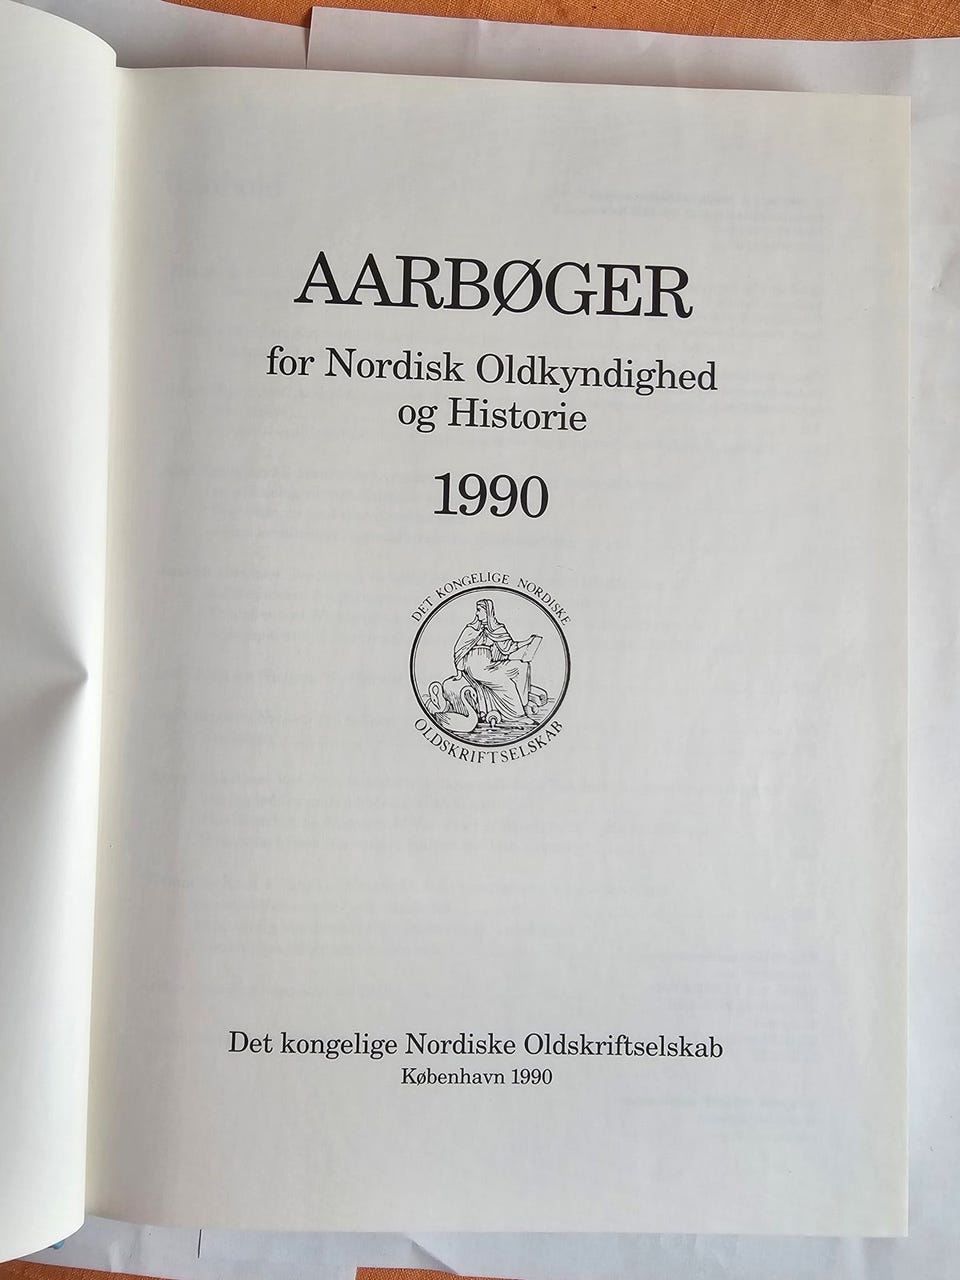 AARBØGER
for Nordisk Oldkyndighed
og Historie
1990
DET KONGELIGE NORDISKE
OLDSKRIFTSELSKAB
Det kongelige Nordiske Oldskriftselskab
København 1990